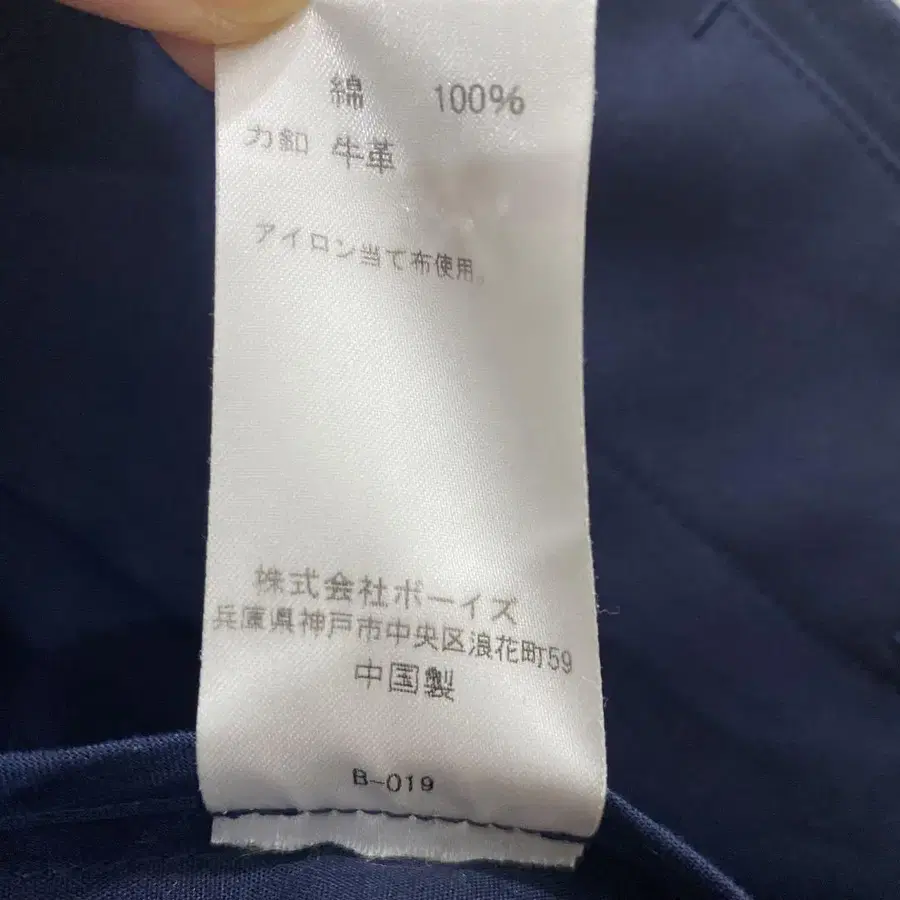 綿 100%
力釦 牛革
アイロン当て布使用。
株式会社ボーイズ
兵庫県神戸市中央区浪花町59
中国製
B-019